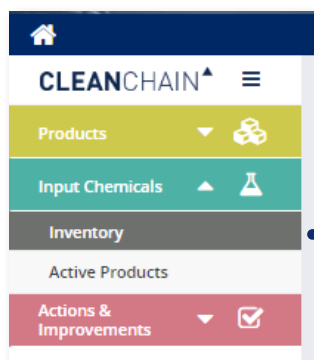 CLEANCHAIN
Products
Input Chemicals
Inventory
Active Products
Actions &
Improvements